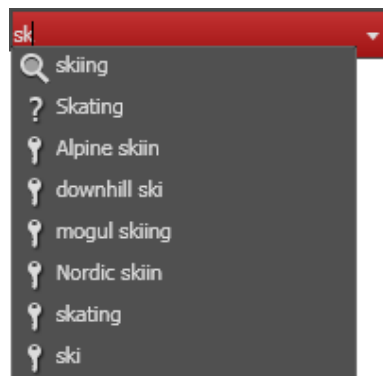 sk
skiing
? Skating
Alpine skiin
downhill ski
mogul skiing
Nordic skiin
skating
ski